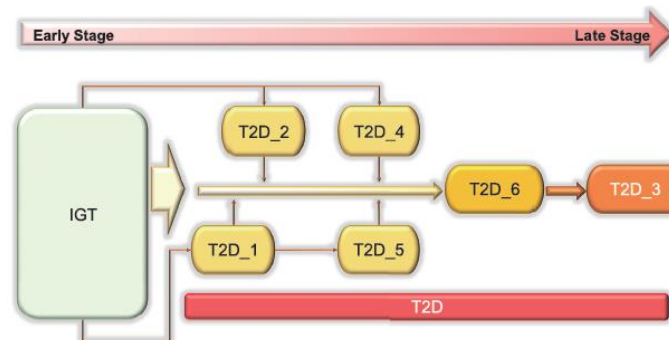 Early Stage
Late Stage
T2D_2
T2D_4
IGT
T2D_6
T2D_3
T2D_1
T2D_5
T2D